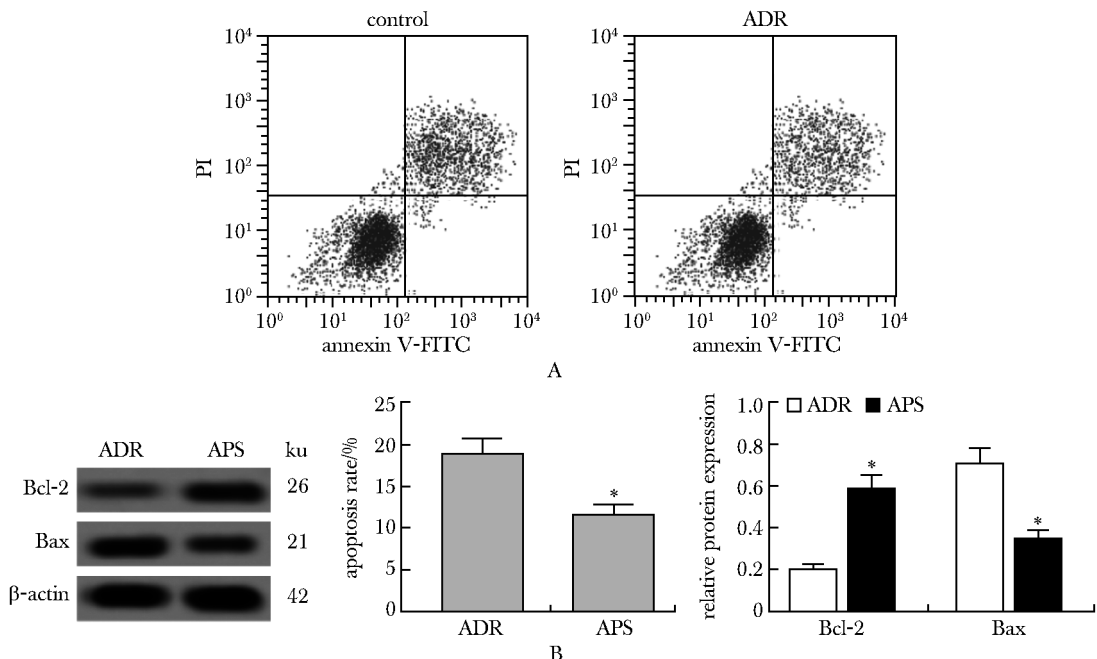 control
ADR
10⁴
10³
10²
10¹
10⁰
PI
10⁰ 10¹ 10² 10³ 10⁴
annexin V-FITC
10⁴
10³
10²
10¹
10⁰
PI
10⁰ 10¹ 10² 10³ 10⁴
annexin V-FITC
A
ADR APS ku
Bcl-2 26
Bax 21
β-actin 42
apoptosis rate/%
25
20
15
10
5
0
*
ADR APS
relative protein expression
1.0
0.8
0.6
0.4
0.2
0
ADR APS
*
*
Bcl-2 Bax
B